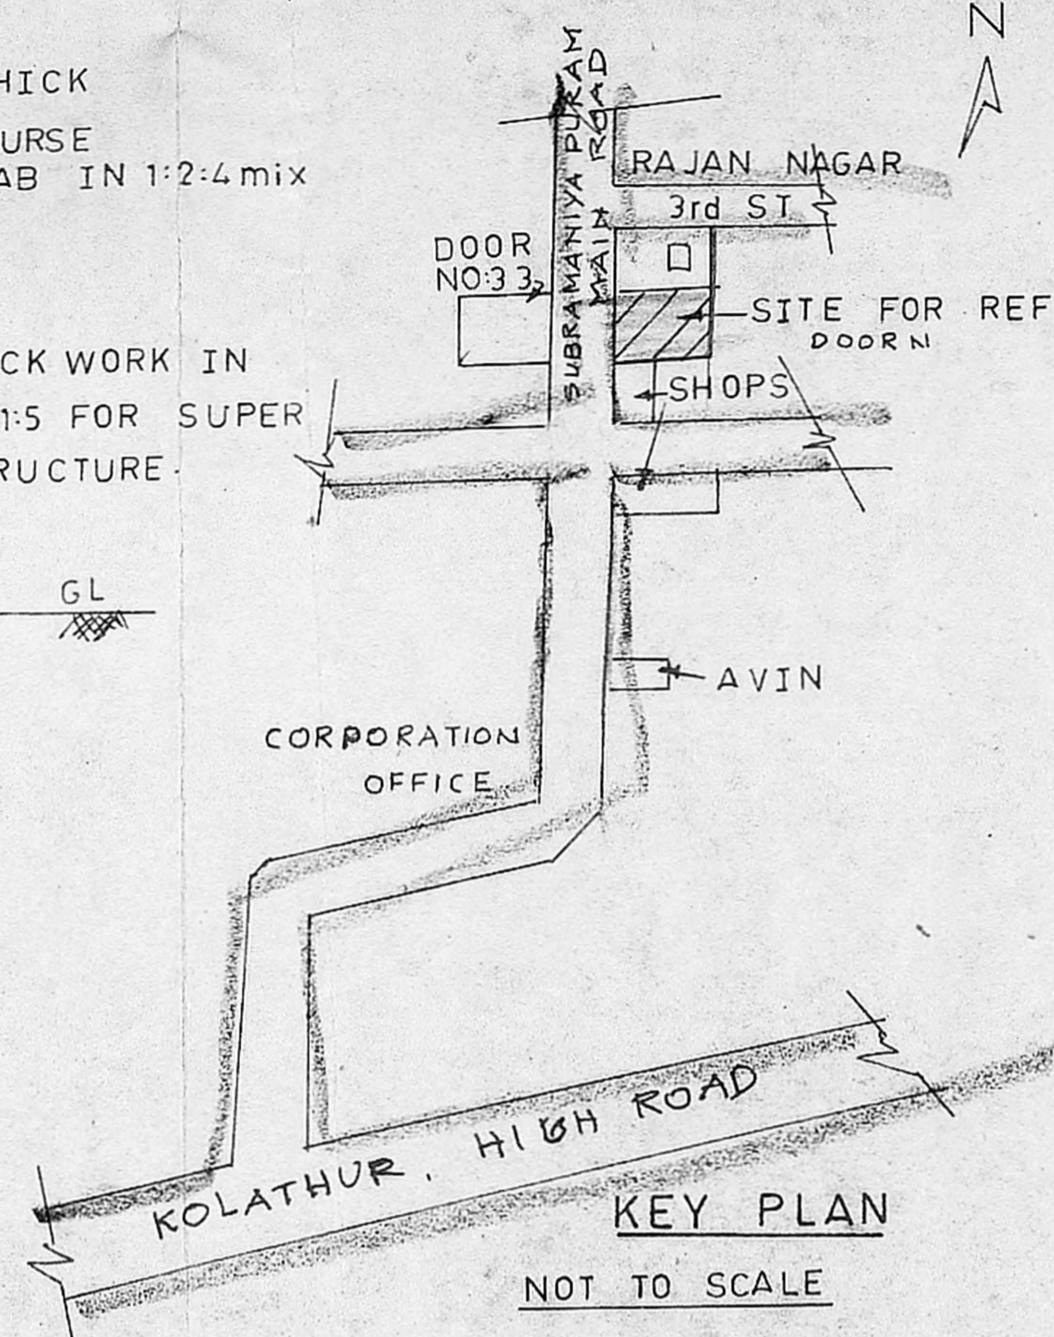 N
HICK
URSE
AB IN 1:2:4 mix
SUBRAMANIYA PURAM
MAIN ROAD
RAJAN NAGAR
3rd ST
DOOR
NO:33
SITE FOR REF
DOOR N
CK WORK IN
1:5 FOR SUPER
RUCTURE.
SHOPS
GL
AVIN
CORPORATION
OFFICE
KOLATHUR. HIGH ROAD
KEY PLAN
NOT TO SCALE